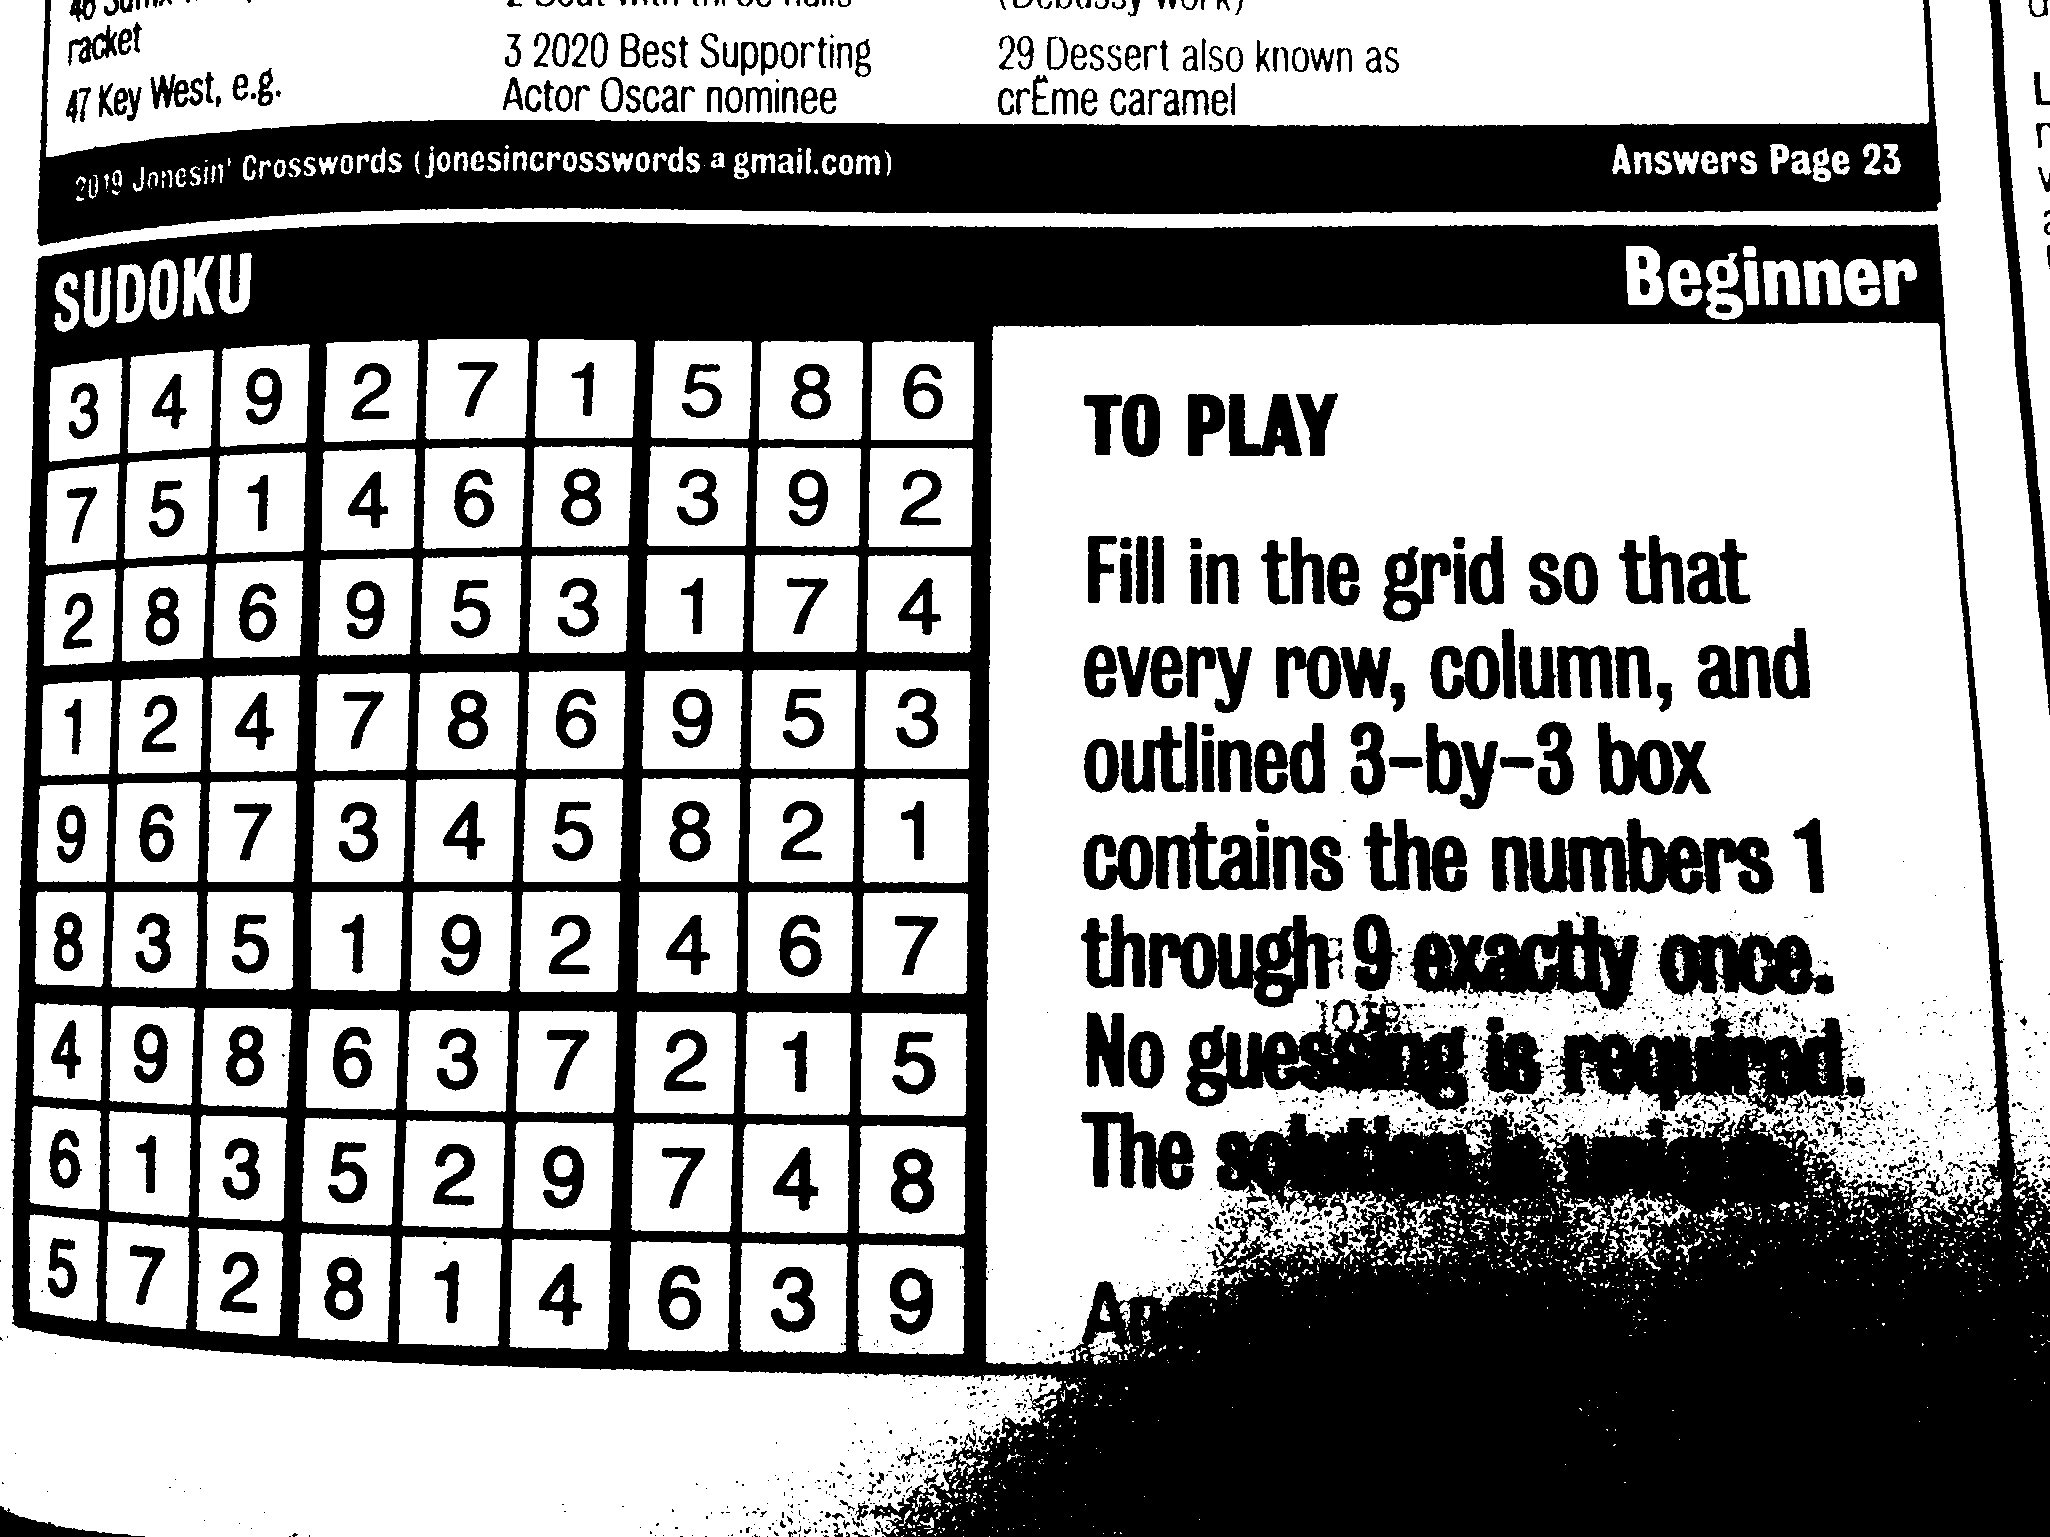 racket
47 Key West, e.g.
3 2020 Best Supporting
Actor Oscar nominee
(Debussy work)
29 Dessert also known as
crËme caramel
2019 Jonesin' Crosswords (jonesincrosswords a gmail.com)
Answers Page 23
SUDOKU
Beginner
3 4 9 2 7 1 5 8 6
7 5 1 4 6 8 3 9 2
2 8 6 9 5 3 1 7 4
1 2 4 7 8 6 9 5 3
9 6 7 3 4 5 8 2 1
8 3 5 1 9 2 4 6 7
4 9 8 6 3 7 2 1 5
6 1 3 5 2 9 7 4 8
5 7 2 8 1 4 6 3 9
TO PLAY
Fill in the grid so that
every row, column, and
outlined 3-by-3 box
contains the numbers 1
through 9 exactly once.
No guessing is required.
The solution is unique.